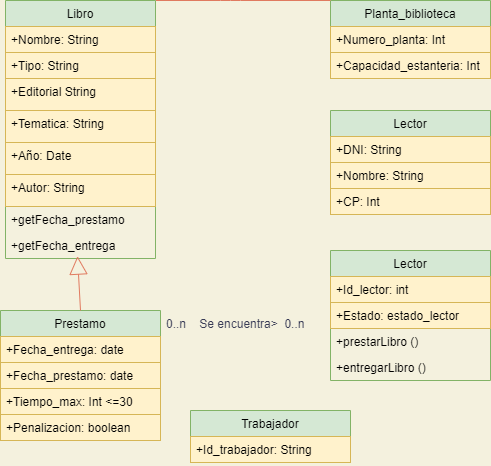 Libro
+Nombre: String
+Tipo: String
+Editorial String
+Tematica: String
+Año: Date
+Autor: String
+getFecha_prestamo
+getFecha_entrega
Planta_biblioteca
+Numero_planta: Int
+Capacidad_estanteria: Int
Lector
+DNI: String
+Nombre: String
+CP: Int
Lector
+Id_lector: int
+Estado: estado_lector
+prestarLibro ()
+entregarLibro ()
Prestamo
+Fecha_entrega: date
+Fecha_prestamo: date
+Tiempo_max: Int <=30
+Penalizacion: boolean
0..n Se encuentra> 0..n
Trabajador
+Id_trabajador: String